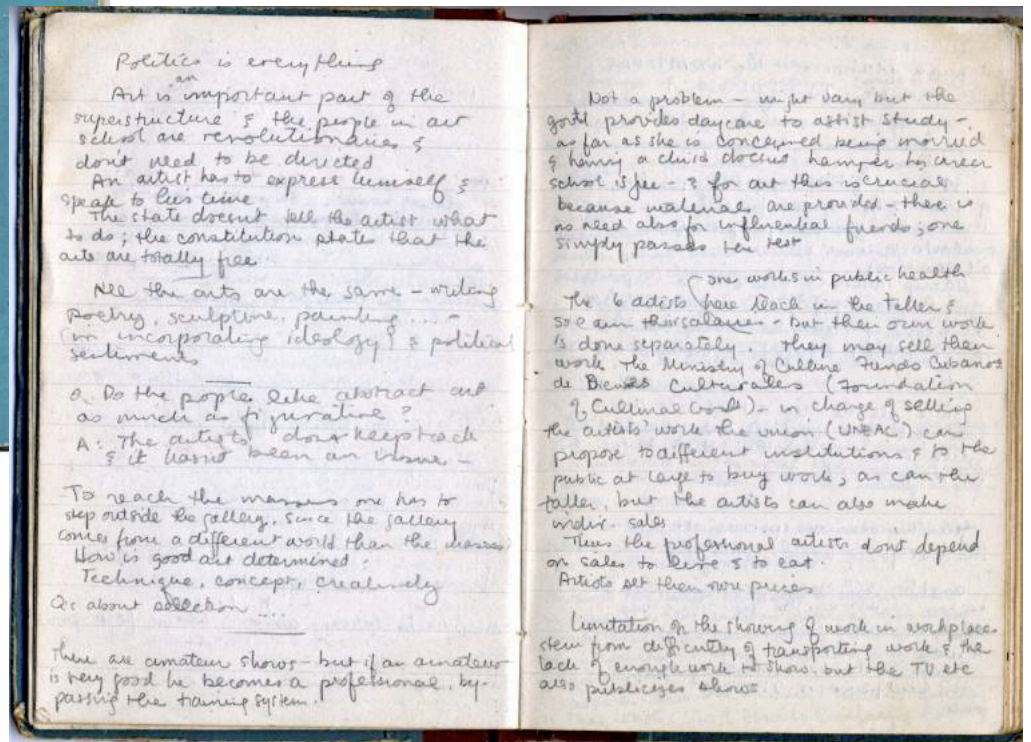 Politics is everything
an
Art is important part of the
superstructure & the people in art
school are revolutionaries &
dont need to be directed
An artist has to express himself &
speak to his time
The state doesnt tell the artist what
to do; the constitution states that the
arts are totally free.
All the arts are the same – writing
poetry, sculpture, painting ... –
(in incorporating ideology) & political
sentiments
Q. Do the people like abstract art
as much as figurative?
A: The artists dont keep track
& it hasnt been an issue –
To reach the masses one has to
step outside the gallery, since the gallery
comes from a different world than the masses
How is good art determined:
Technique, concept, creativity
Q: about selection
There are amateur shows – but if an amateur
is very good he becomes a professional, by-
passing the training system.
Not a problem – might vary but the
govt provides daycare to assist study –
as far as she is concerned being married
& having a child doesnt hamper her career
school is free – & for art this is crucial
because materials are provided – there is
no need also for influential friends; one
simply passes the test
one works in public health
The 6 artists here teach in the taller &
so earn their salaries – but their own work
is done separately. They may sell their
work. The Ministry of Culture Fundo Cubanos
de Bienes Culturales (Foundation
of Cultural Goods) – in charge of selling
the artists' work the union (UNEAC) can
propose to different institutions & to the
public at large to buy work, as can the
taller, but the artists can also make
indiv. sales
Thus the professional artists dont depend
on sales to live & to eat.
Artists set their own prices
Limitation on the showing of work in workplaces
stem from difficulty of transporting work & the
lack of enough work to show, but the TV etc
also publicizes shows